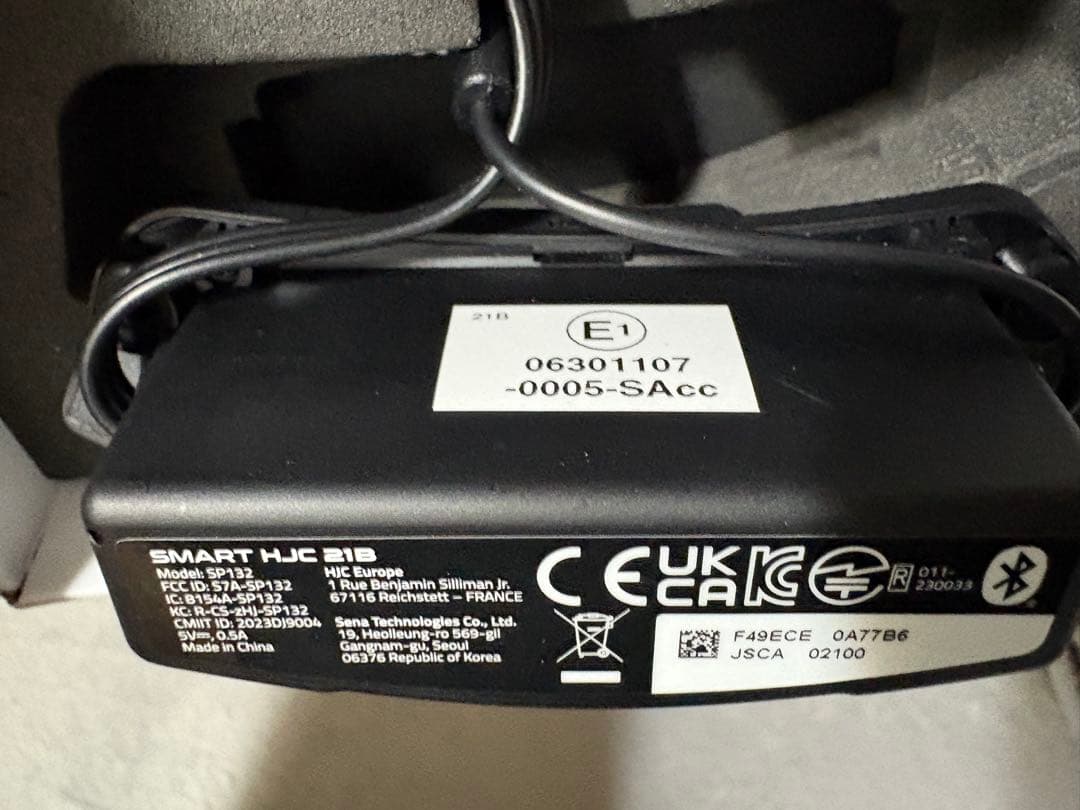 21B
E1
06301107
-0005-SAcc
SMART HJC 21B
Model: SP132
FCC ID: S7A-SP132
IC: 8154A-SP132
KC: R-CS-zHJ-SP132
CMIIT ID: 2023DJ9004
5V⎓, 0.5A
Made in China
HJC Europe
1 Rue Benjamin Silliman Jr.
67116 Reichstett – FRANCE
Sena Technologies Co., Ltd.
19, Heolleung-ro 569-gil
Gangnam-gu, Seoul
06376 Republic of Korea
CE
UK
CA
KC
R 011-
230033
F49ECE 0A77B6
JSCA 02100